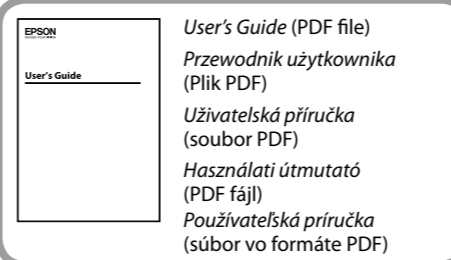 EPSON
User's Guide
User's Guide (PDF file)
Przewodnik użytkownika
(Plik PDF)
Uživatelská příručka
(soubor PDF)
Használati útmutató
(PDF fájl)
Používateľská príručka
(súbor vo formáte PDF)